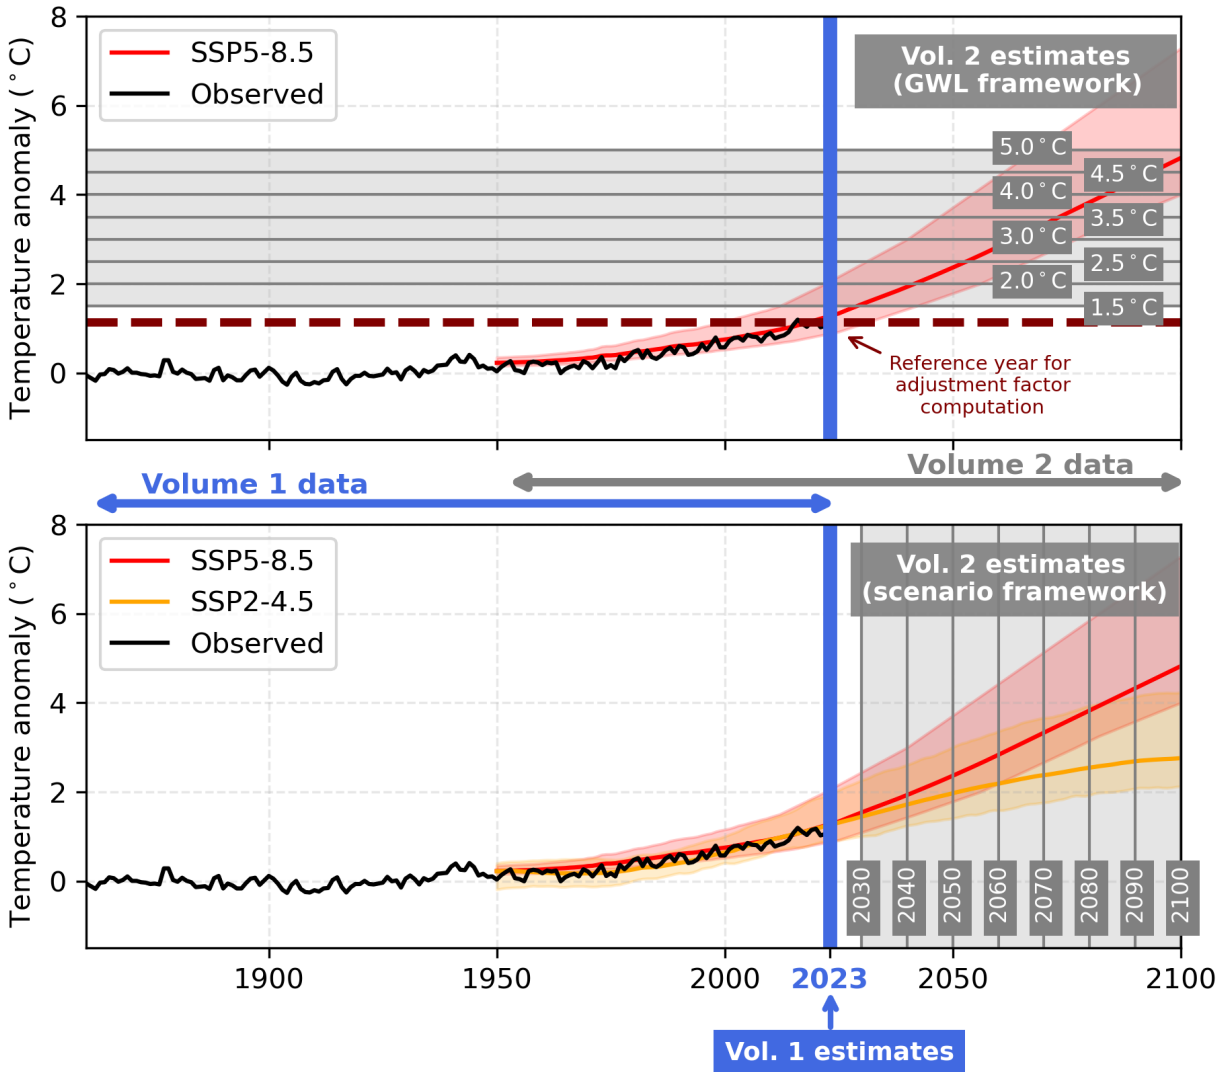 8
6
4
2
0
Temperature anomaly (°C)
SSP5-8.5
Observed
Vol. 2 estimates
(GWL framework)
5.0°C
4.5°C
4.0°C
3.5°C
3.0°C
2.5°C
2.0°C
1.5°C
Reference year for
adjustment factor
computation
Volume 2 data
Volume 1 data
8
6
4
2
0
Temperature anomaly (°C)
SSP5-8.5
SSP2-4.5
Observed
Vol. 2 estimates
(scenario framework)
2030
2040
2050
2060
2070
2080
2090
2100
1900
1950
2000
2023
2050
2100
Vol. 1 estimates